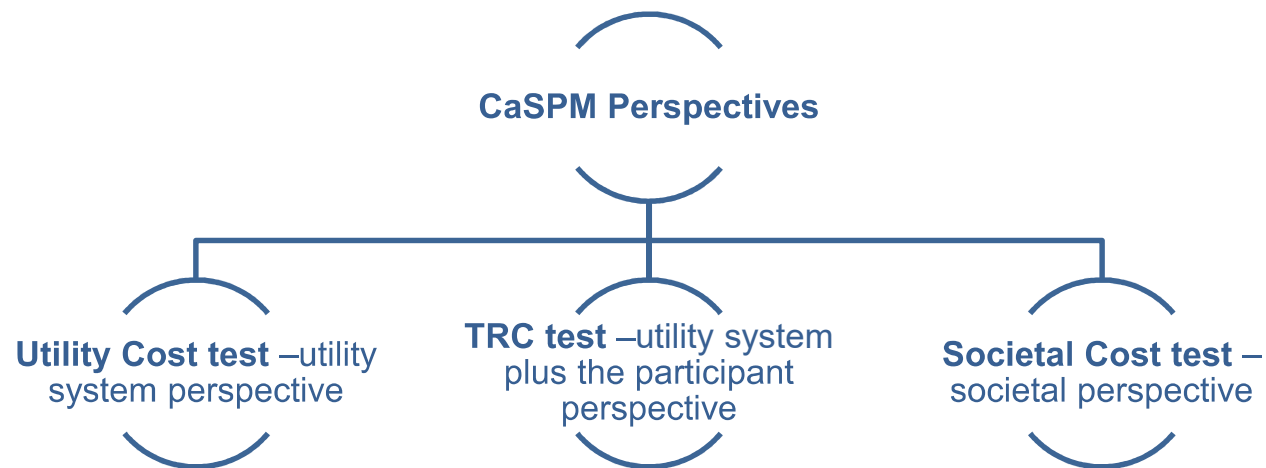 CaSPM Perspectives
Utility Cost test –utility
system perspective
TRC test –utility system
plus the participant
perspective
Societal Cost test –
societal perspective